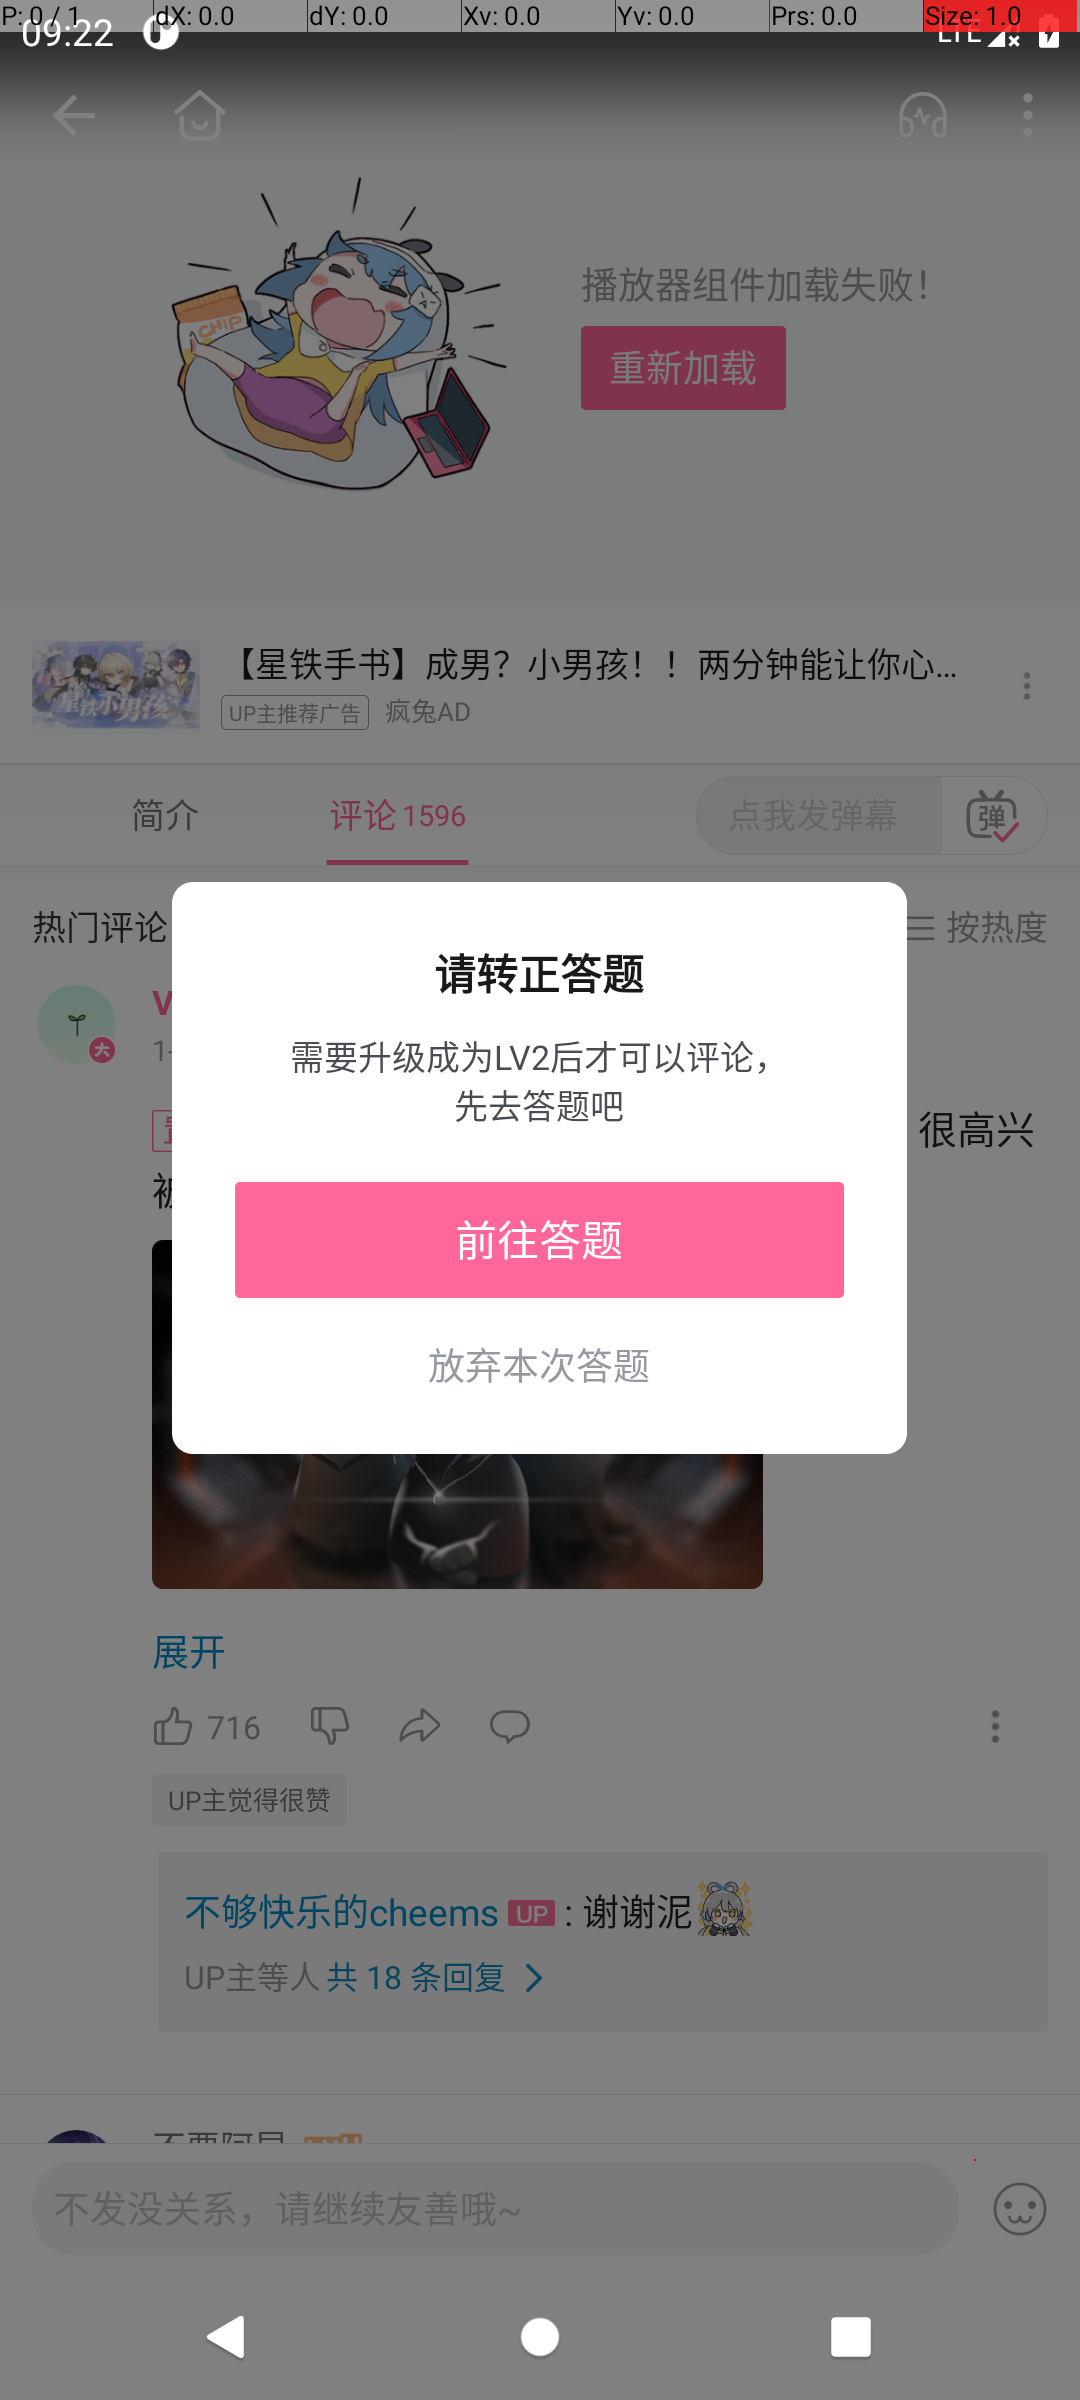 P: 0 / 1 dX: 0.0 dY: 0.0 Xv: 0.0 Yv: 0.0 Prs: 0.0 Size: 1.0
09:22 LTE
CHIP
播放器组件加载失败！
重新加载
星铁小男孩
【星铁手书】成男？小男孩！！两分钟能让你心...
UP主推荐广告 疯兔AD
简介 评论 1596 点我发弹幕 弹
热门评论 按热度
请转正答题
需要升级成为LV2后才可以评论，
先去答题吧
很高兴
前往答题
放弃本次答题
展开
716
UP主觉得很赞
不够快乐的cheems UP : 谢谢泥
UP主等人 共 18 条回复
不发没关系，请继续友善哦~